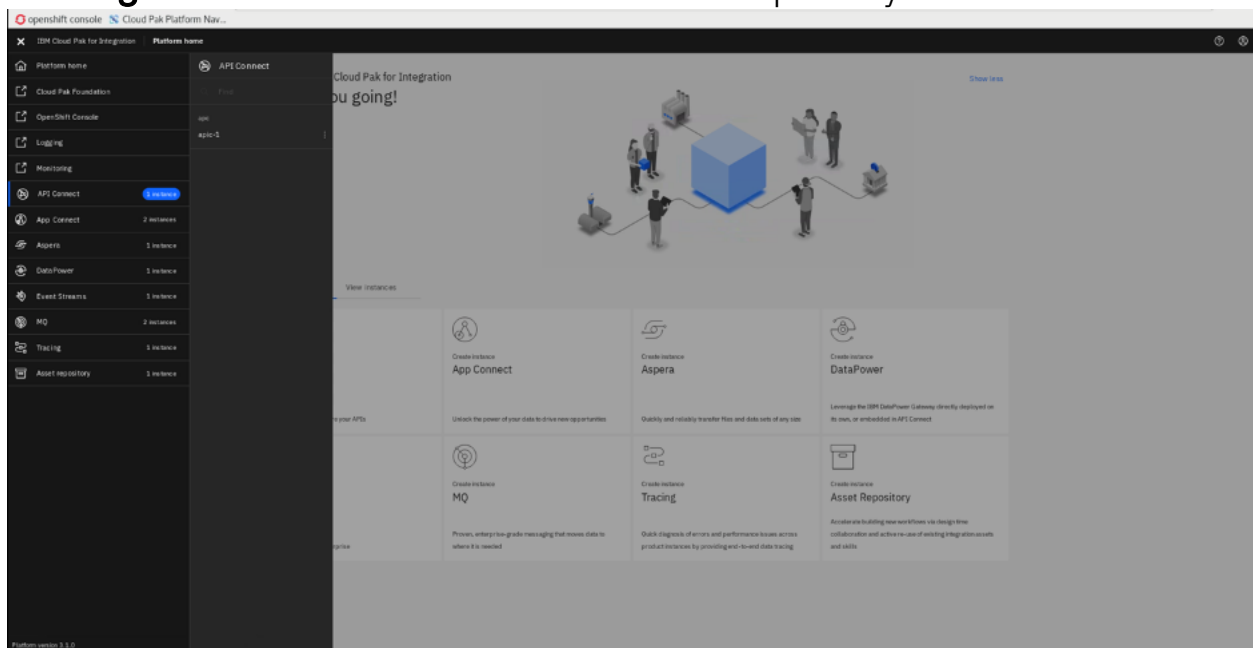 openshift console Cloud Pak Platform Nav...
IBM Cloud Pak for Integration Platform home
Platform home
Cloud Pak Foundation
OpenShift Console
Logging
Monitoring
API Connect 1 instance
App Connect 2 instances
Aspera 1 instance
DataPower 1 instance
Event Streams 1 instance
MQ 2 instances
Tracing 1 instance
Asset repository 1 instance
Platform version 3.1.0
API Connect
Find
apic
apic-1
Cloud Pak for Integration
ou going!
Show less
View instances
e your APIs
Create instance
App Connect
Unlock the power of your data to drive new opportunities
Create instance
Aspera
Quickly and reliably transfer files and data sets of any size
Create instance
DataPower
Leverage the IBM DataPower Gateway directly deployed on
its own, or embedded in API Connect
erprise
Create instance
MQ
Proven, enterprise-grade messaging that moves data to
where it is needed
Create instance
Tracing
Quick diagnosis of errors and performance issues across
product instances by providing end-to-end data tracing
Create instance
Asset Repository
Accelerate building new workflows via design time
collaboration and active re-use of existing integration assets
and skills